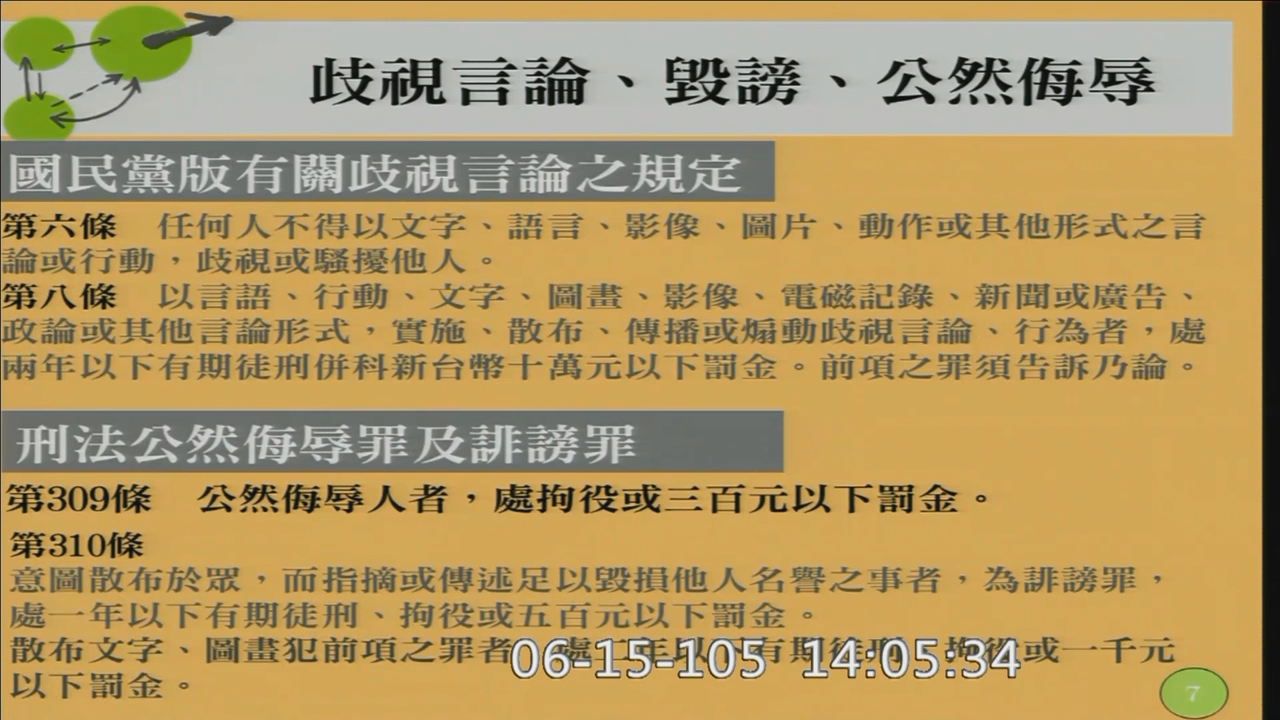 歧視言論、毀謗、公然侮辱
國民黨版有關歧視言論之規定
第六條　任何人不得以文字、語言、影像、圖片、動作或其他形式之言
論或行動，歧視或騷擾他人。
第八條　以言語、行動、文字、圖畫、影像、電磁記錄、新聞或廣告、
政論或其他言論形式，實施、散布、傳播或煽動歧視言論、行為者，處
兩年以下有期徒刑併科新台幣十萬元以下罰金。前項之罪須告訴乃論。
刑法公然侮辱罪及誹謗罪
第309條　公然侮辱人者，處拘役或三百元以下罰金。
第310條
意圖散布於眾，而指摘或傳述足以毀損他人名譽之事者，為誹謗罪，
處一年以下有期徒刑、拘役或五百元以下罰金。
散布文字、圖畫犯前項之罪者，處二年以下有期徒刑、拘役或一千元
以下罰金。
06-15-105 14:05:34
7